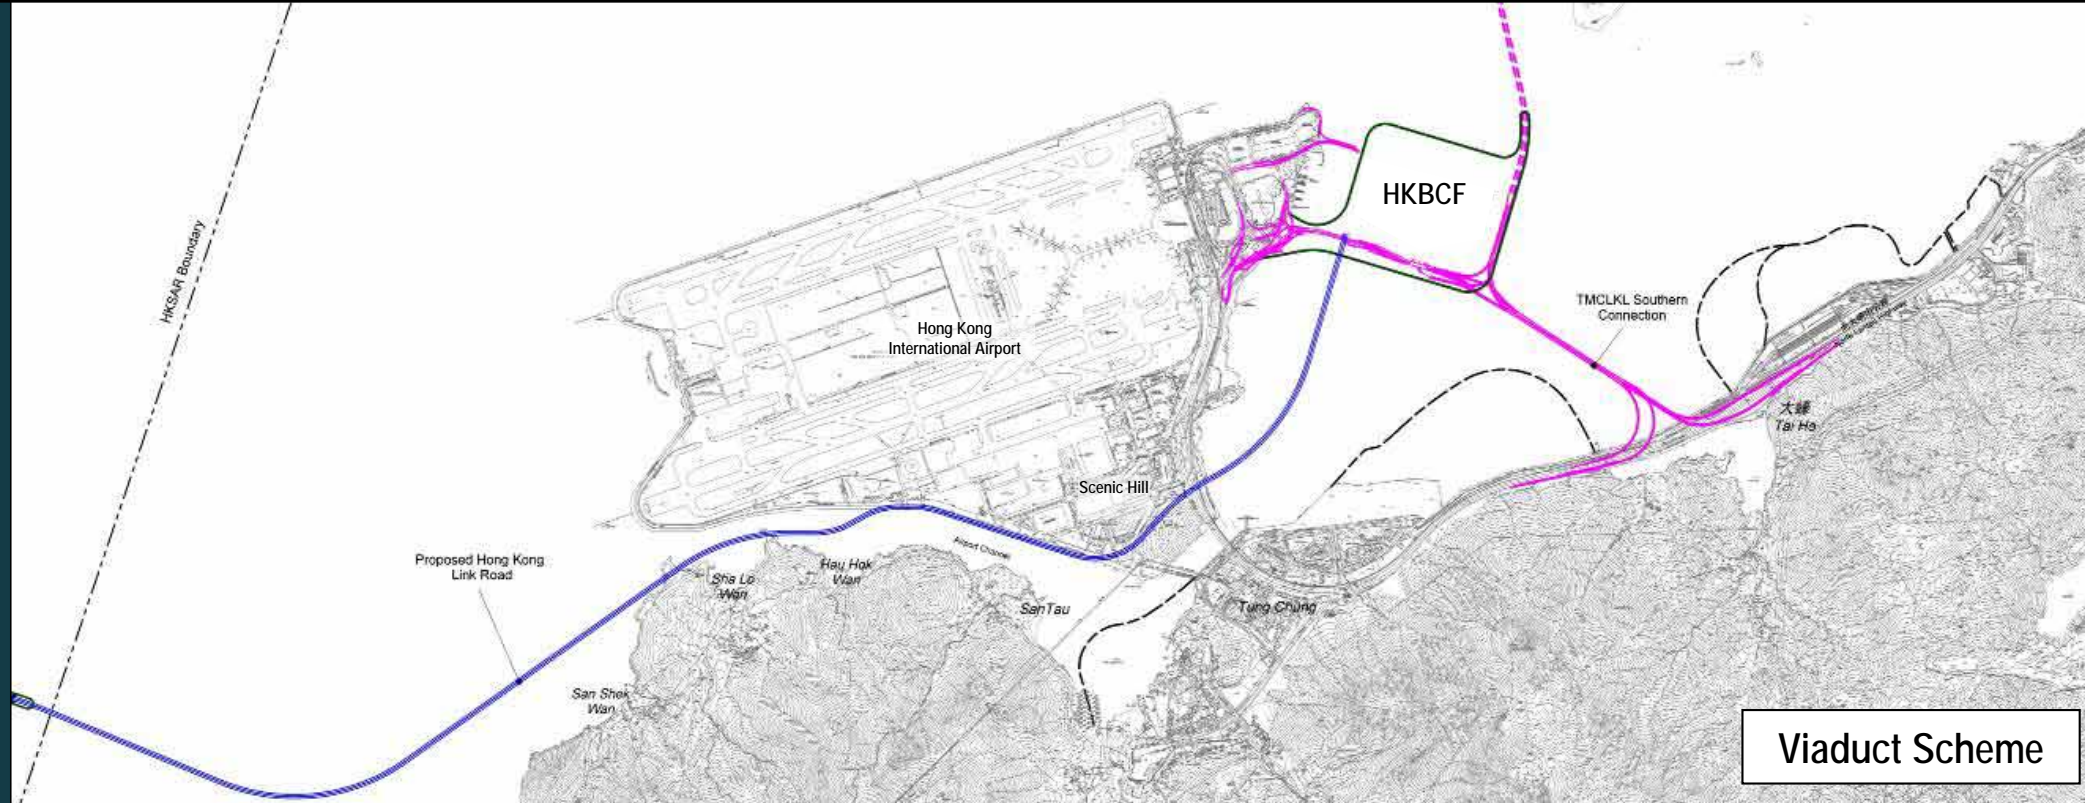 HKSAR Boundary
HKBCF
TMCLKL Southern
Connection
Hong Kong
International Airport
大蠔
Tai Ho
Scenic Hill
Airport Channel
Proposed Hong Kong
Link Road
Sha Lo
Wan
Hau Hok
Wan
San Tau
Tung Chung
San Shek
Wan
Viaduct Scheme